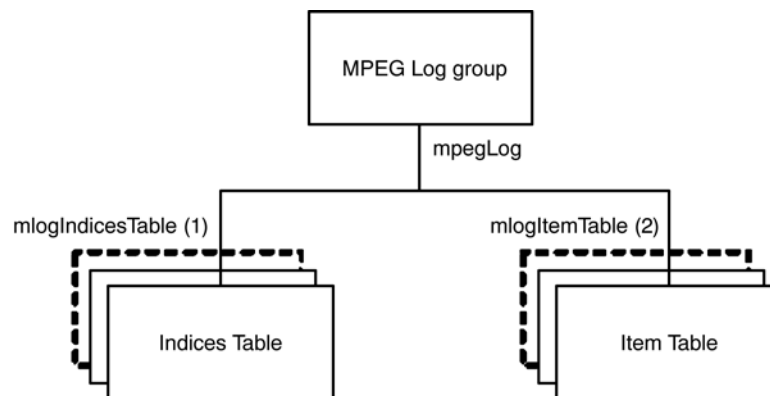 MPEG Log group
mpegLog
mlogIndicesTable (1)
mlogItemTable (2)
Indices Table
Item Table